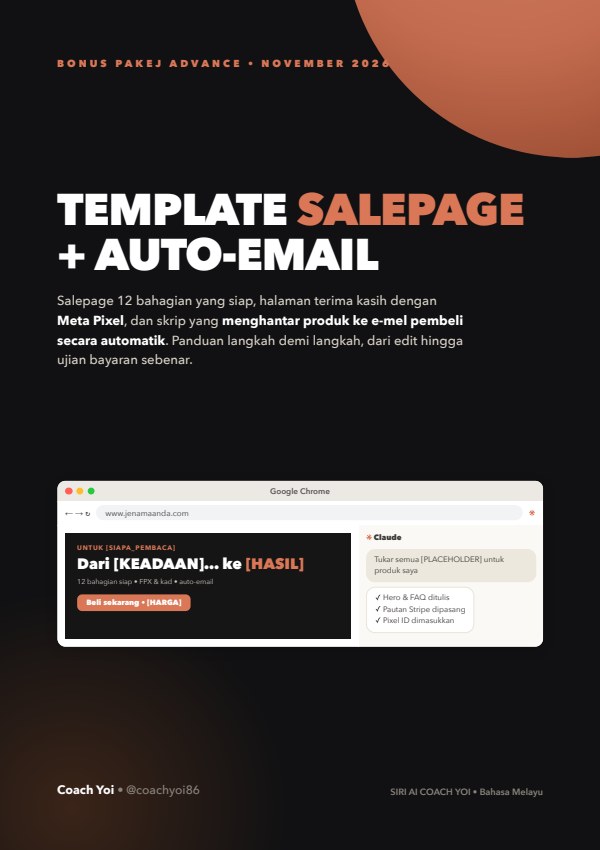 BONUS PAKEJ ADVANCE • NOVEMBER 2026
TEMPLATE SALEPAGE
+ AUTO-EMAIL
Salepage 12 bahagian yang siap, halaman terima kasih dengan
Meta Pixel, dan skrip yang menghantar produk ke e-mel pembeli
secara automatik. Panduan langkah demi langkah, dari edit hingga
ujian bayaran sebenar.
Google Chrome
← → ↻ www.jenamaanda.com ✳
UNTUK [SIAPA_PEMBACA]
Dari [KEADAAN]... ke [HASIL]
12 bahagian siap • FPX & kad • auto-email
Beli sekarang • [HARGA]
✳ Claude
Tukar semua [PLACEHOLDER] untuk
produk saya
✓ Hero & FAQ ditulis
✓ Pautan Stripe dipasang
✓ Pixel ID dimasukkan
Coach Yoi • @coachyoi86
SIRI AI COACH YOI • Bahasa Melayu